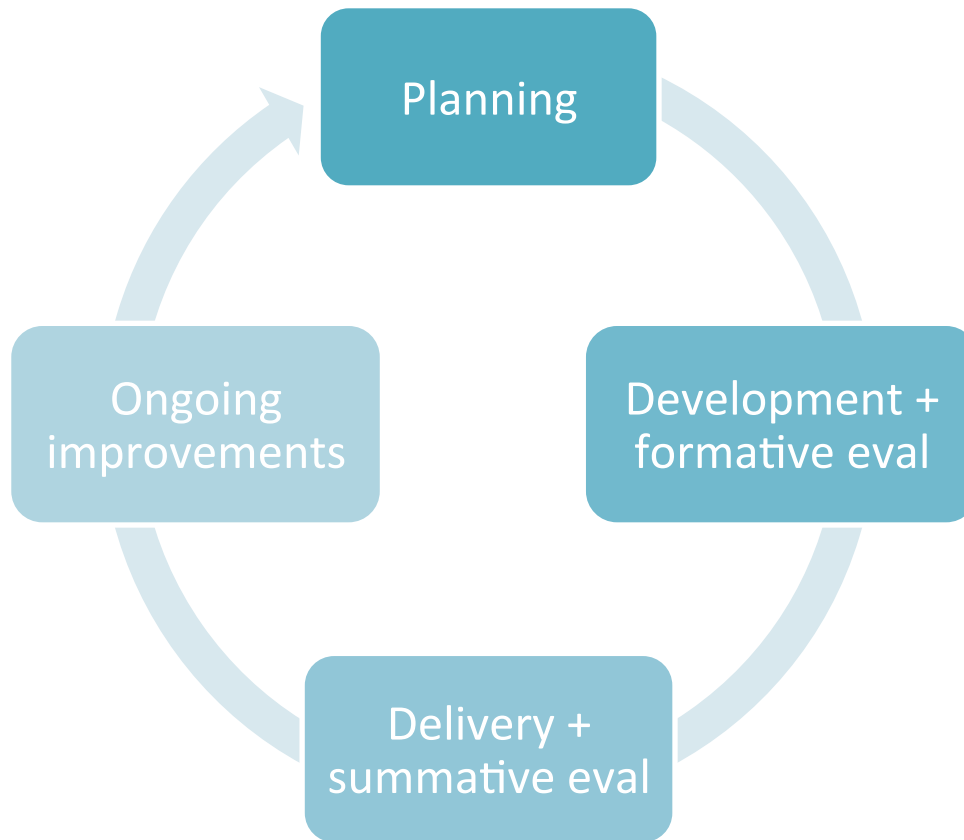 Planning
Development +
formative eval
Delivery +
summative eval
Ongoing
improvements